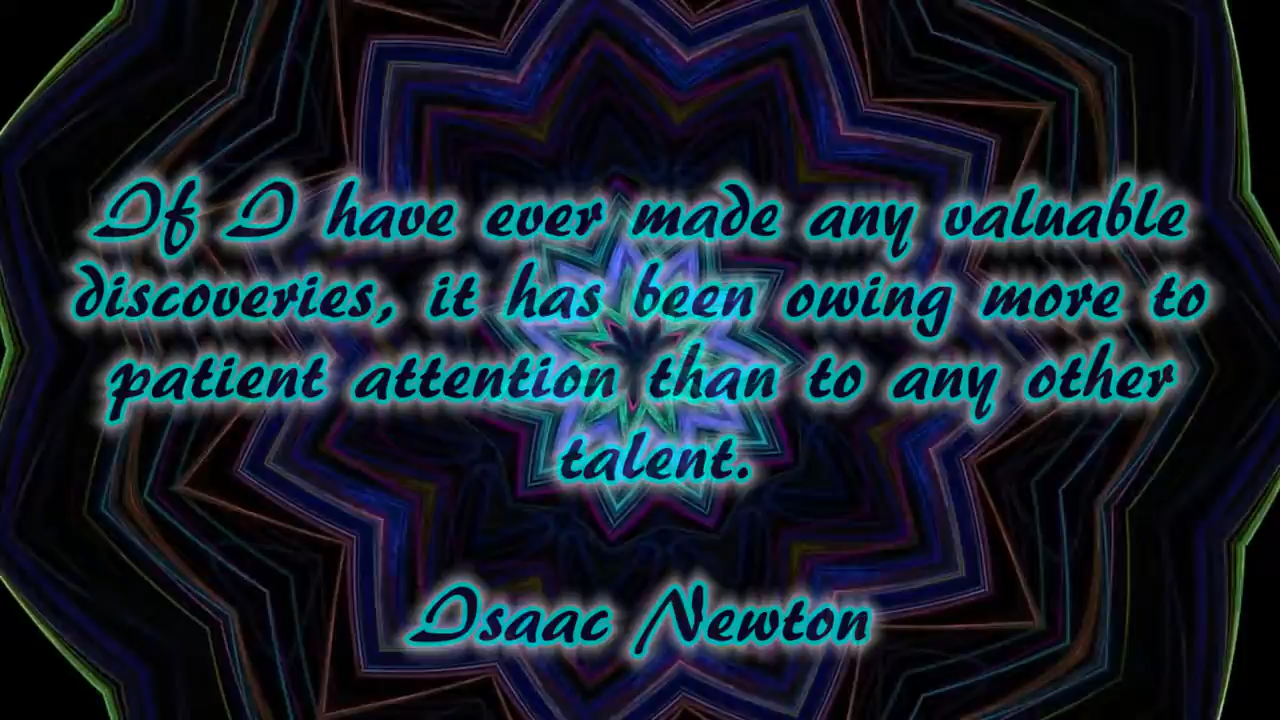 If I have ever made any valuable
discoveries, it has been owing more to
patient attention than to any other
talent.
Isaac Newton